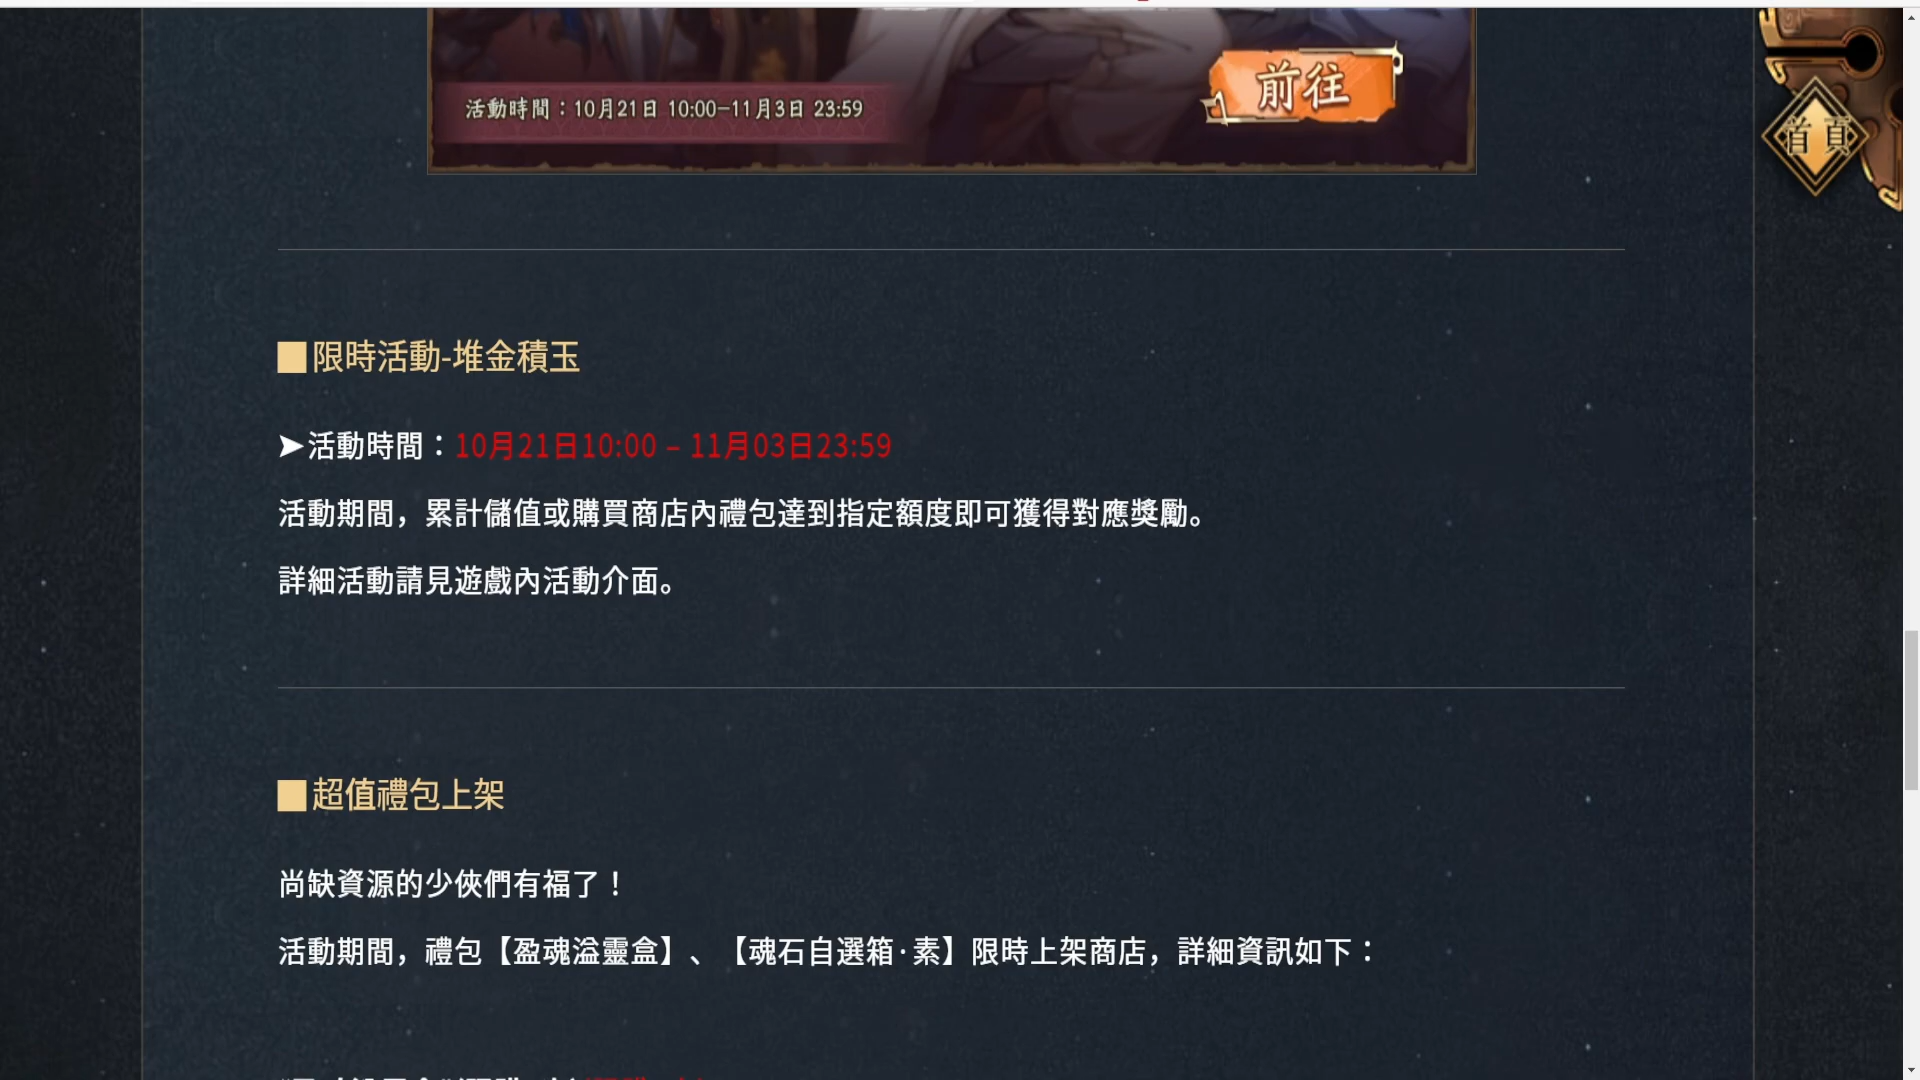 活動時間：10月21日 10:00-11月3日 23:59
前往
首頁
■限時活動-堆金積玉
➤活動時間：10月21日10:00 – 11月03日23:59
活動期間，累計儲值或購買商店內禮包達到指定額度即可獲得對應獎勵。
詳細活動請見遊戲內活動介面。
■超值禮包上架
尚缺資源的少俠們有福了！
活動期間，禮包【盈魂溢靈盒】、【魂石自選箱·素】限時上架商店，詳細資訊如下：